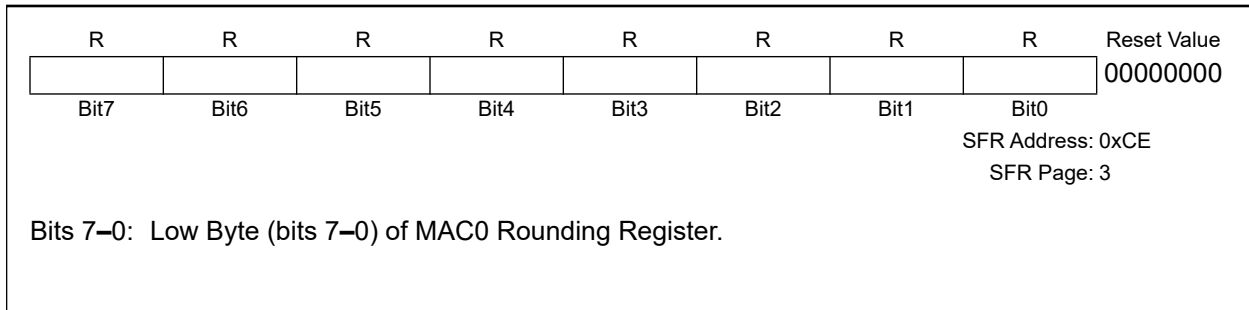 R R R R R R R R Reset Value
00000000
Bit7 Bit6 Bit5 Bit4 Bit3 Bit2 Bit1 Bit0
SFR Address: 0xCE
SFR Page: 3
Bits 7–0: Low Byte (bits 7–0) of MAC0 Rounding Register.